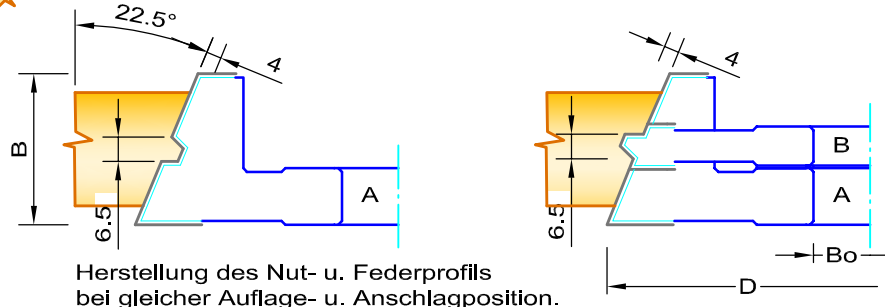 22.5°
4
B
6.5
A
4
6.5
B
A
Bo
D
Herstellung des Nut- u. Federprofils
bei gleicher Auflage- u. Anschlagposition.